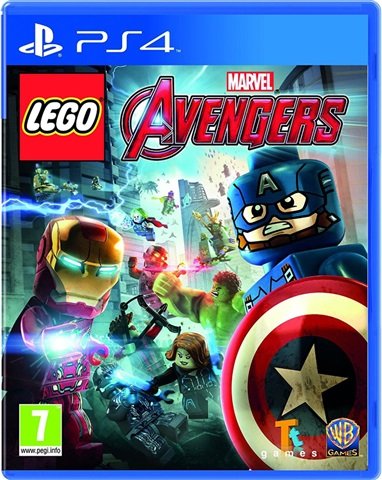 PS4
LEGO
MARVEL
AVENGERS
A
7
www.pegi.info
Tt
games
WB
GAMES